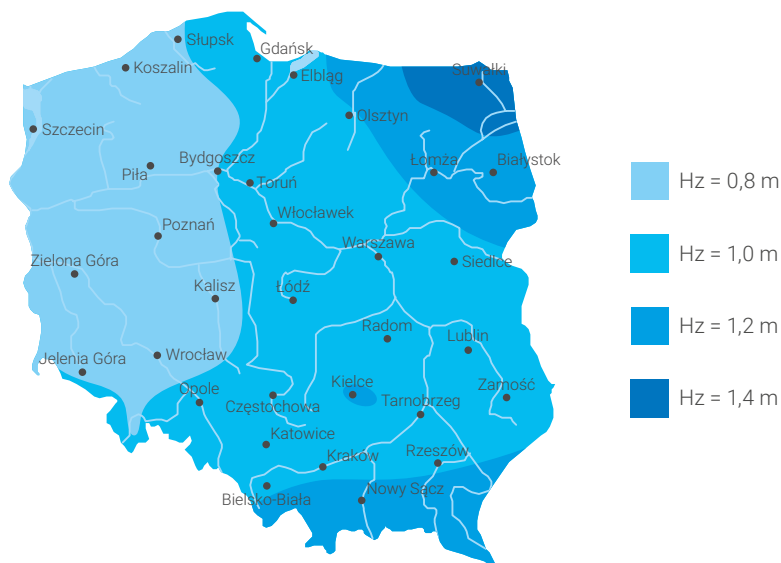 Słupsk
Gdańsk
Koszalin
Elbląg
Suwałki
Olsztyn
Szczecin
Bydgoszcz
Piła
Toruń
Łomża
Białystok
Włocławek
Poznań
Warszawa
Zielona Góra
Siedlce
Kalisz
Łódź
Radom
Lublin
Jelenia Góra
Wrocław
Opole
Częstochowa
Kielce
Tarnobrzeg
Zamość
Katowice
Kraków
Rzeszów
Bielsko-Biała
Nowy Sącz
Hz = 0,8 m
Hz = 1,0 m
Hz = 1,2 m
Hz = 1,4 m